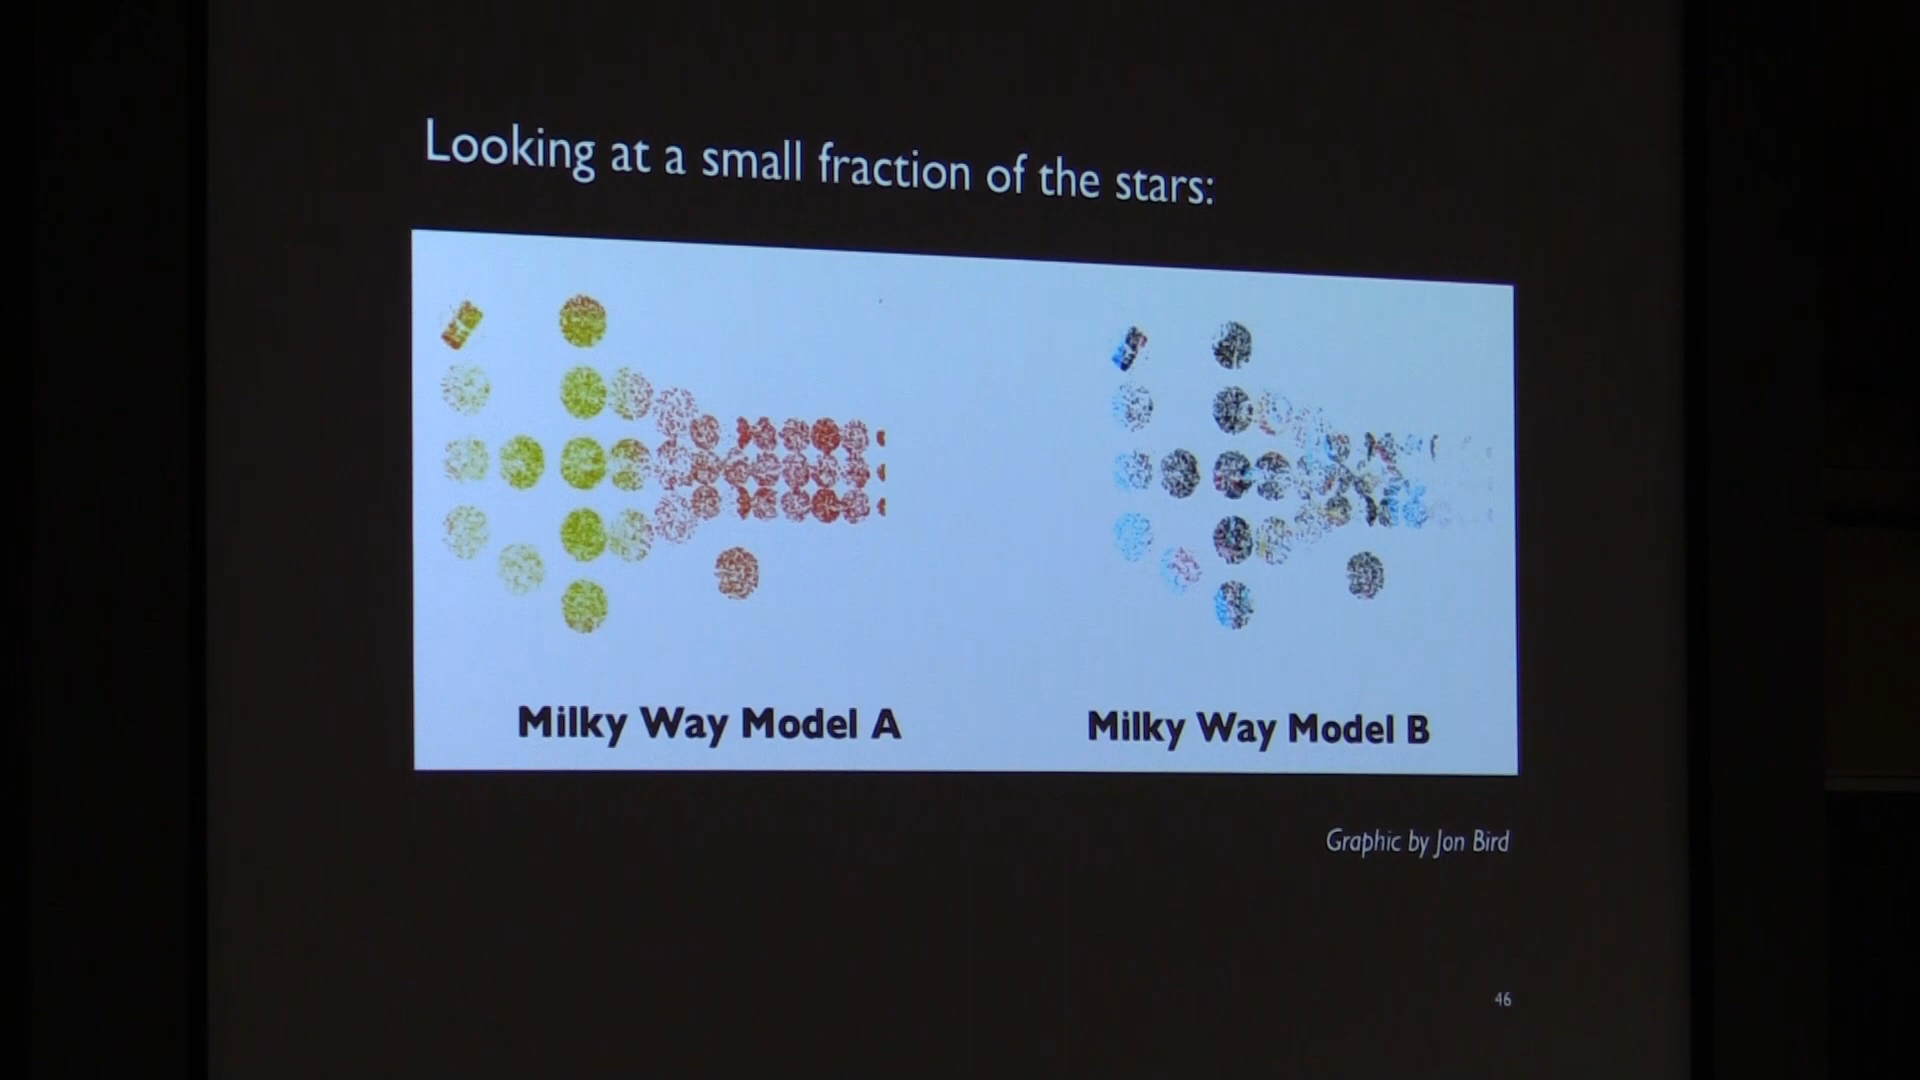 Looking at a small fraction of the stars:
Milky Way Model A
Milky Way Model B
Graphic by Jon Bird
46